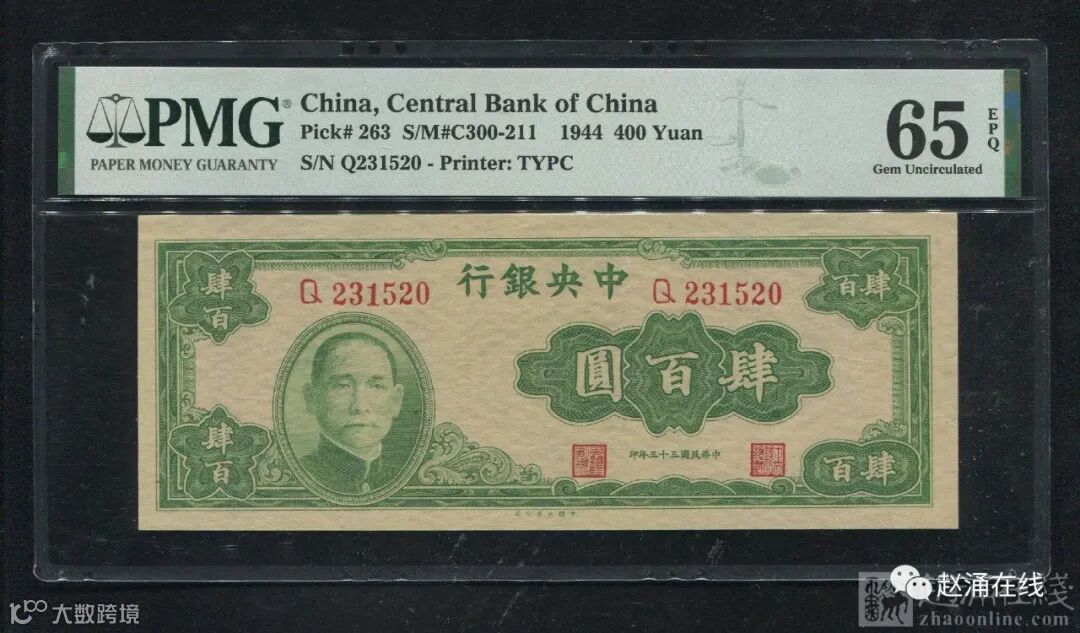 PMG®
PAPER MONEY GUARANTY
China, Central Bank of China
Pick# 263 S/M#C300-211 1944 400 Yuan
S/N Q231520 - Printer: TYPC
65
EPQ
Gem Uncirculated
行銀央中
Q 231520
Q 231520
肆百
百肆
圓百肆
肆百
印年三十三國民華中
百肆
大数跨境
赵涌在线
zhaoonline.com